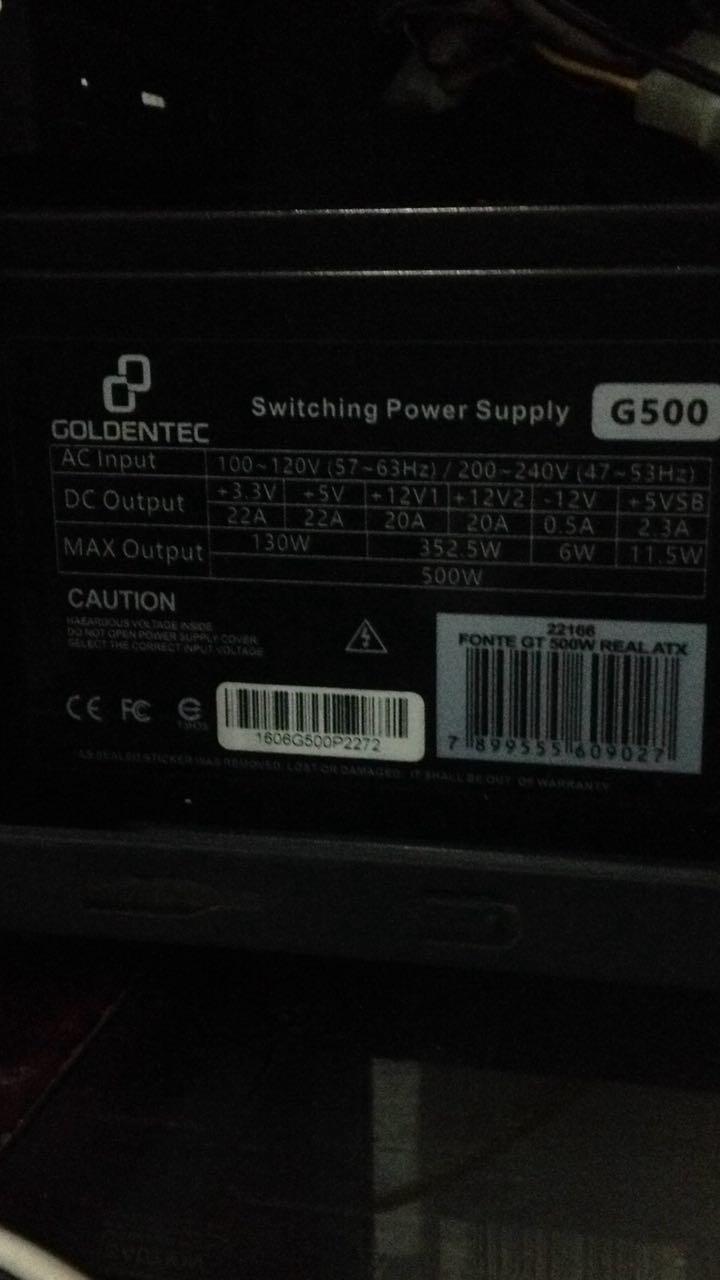 GOLDENTEC
Switching Power Supply G500
AC Input 100~120V (57~63Hz) / 200~240V (47~53Hz)
DC Output +3.3V +5V +12V1 +12V2 -12V +5VSB
22A 22A 20A 20A 0.5A 2.3A
MAX Output 130W 352.5W 6W 11.5W
500W
CAUTION
HAZARDOUS VOLTAGE INSIDE
DO NOT OPEN POWER SUPPLY COVER
SELECT THE CORRECT INPUT VOLTAGE
22166
FONTE GT 500W REAL ATX
7 899555 609027
CE FC
1606G500P2272
AS SEALED STICKER WAS REMOVED, LOST OR DAMAGED, IT SHALL BE OUT OF WARRANTY